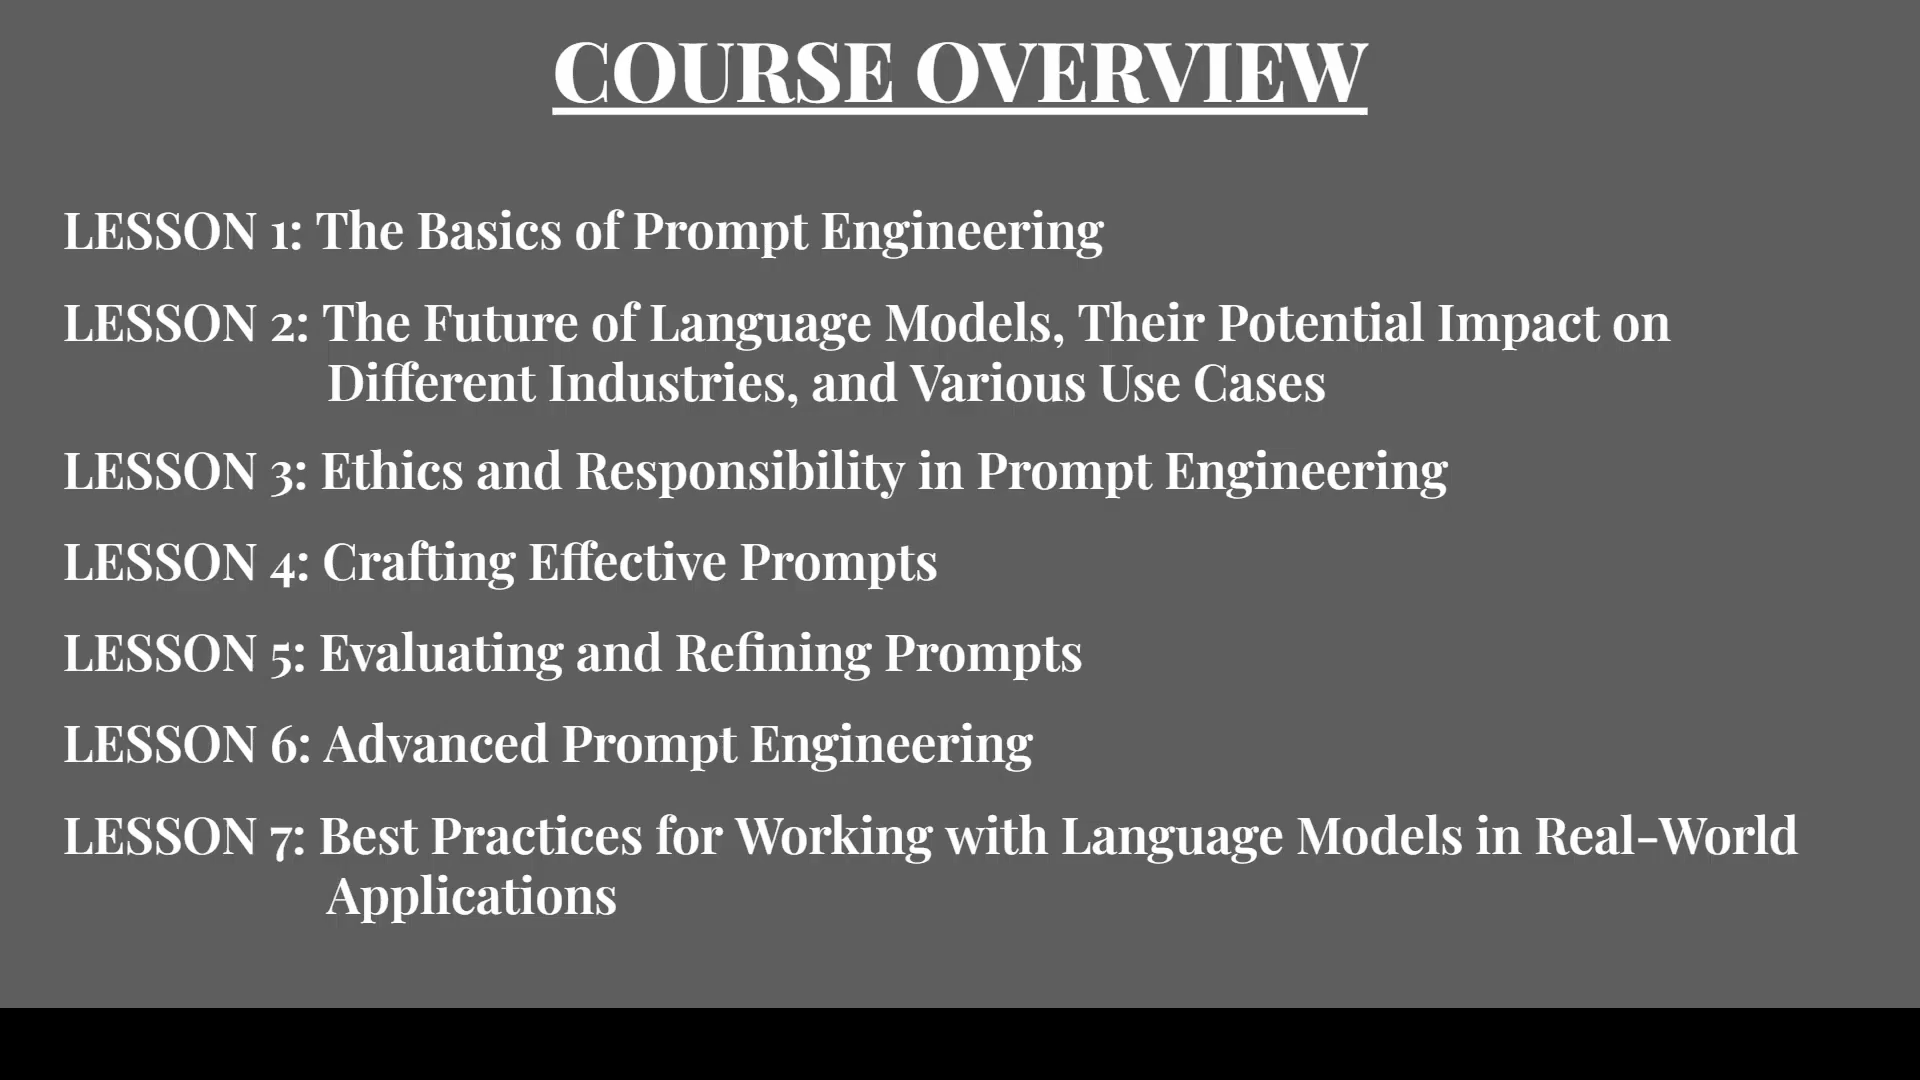 COURSE OVERVIEW
LESSON 1: The Basics of Prompt Engineering
LESSON 2: The Future of Language Models, Their Potential Impact on
Different Industries, and Various Use Cases
LESSON 3: Ethics and Responsibility in Prompt Engineering
LESSON 4: Crafting Effective Prompts
LESSON 5: Evaluating and Refining Prompts
LESSON 6: Advanced Prompt Engineering
LESSON 7: Best Practices for Working with Language Models in Real-World
Applications